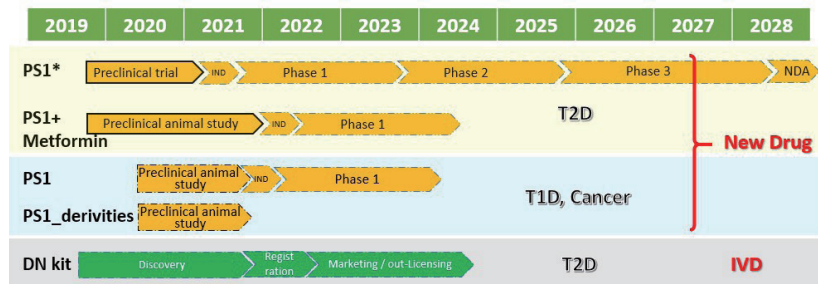 2019 2020 2021 2022 2023 2024 2025 2026 2027 2028
PS1* Preclinical trial IND Phase 1 Phase 2 Phase 3 NDA
PS1+
Metformin
Preclinical animal study IND Phase 1
T2D
New Drug
PS1
Preclinical animal
study
IND Phase 1
T1D, Cancer
PS1_derivities
Preclinical animal
study
DN kit Discovery
Regist
ration
Marketing / out-Licensing
T2D
IVD